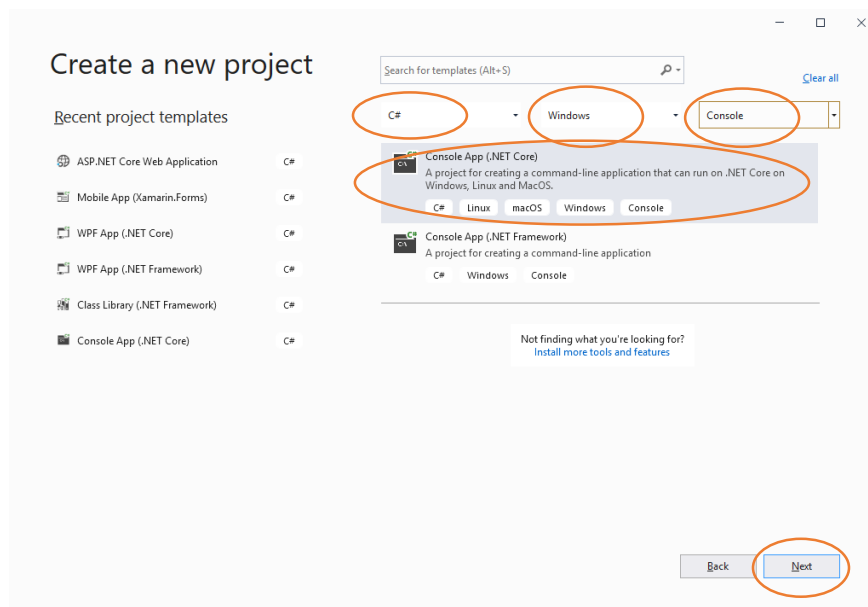 Create a new project
Search for templates (Alt+S)
Clear all
Recent project templates
C#
Windows
Console
ASP.NET Core Web Application C#
Mobile App (Xamarin.Forms) C#
WPF App (.NET Core) C#
WPF App (.NET Framework) C#
Class Library (.NET Framework) C#
Console App (.NET Core) C#
Console App (.NET Core)
A project for creating a command-line application that can run on .NET Core on
Windows, Linux and MacOS.
C# Linux macOS Windows Console
Console App (.NET Framework)
A project for creating a command-line application
C# Windows Console
Not finding what you're looking for?
Install more tools and features
Back
Next